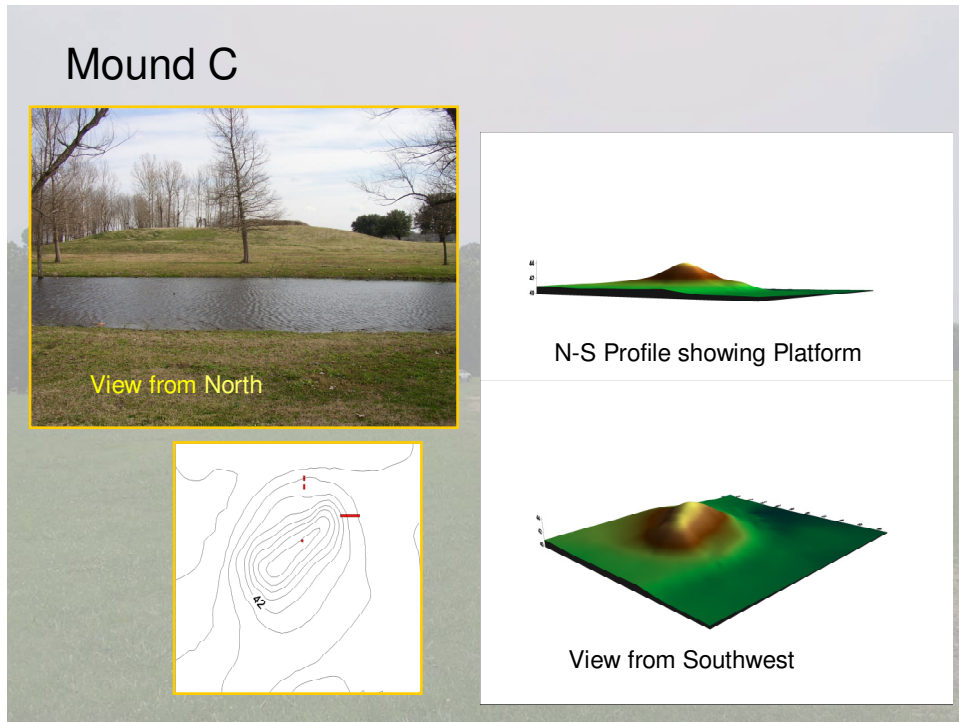 Mound C
View from North
N-S Profile showing Platform
42
View from Southwest